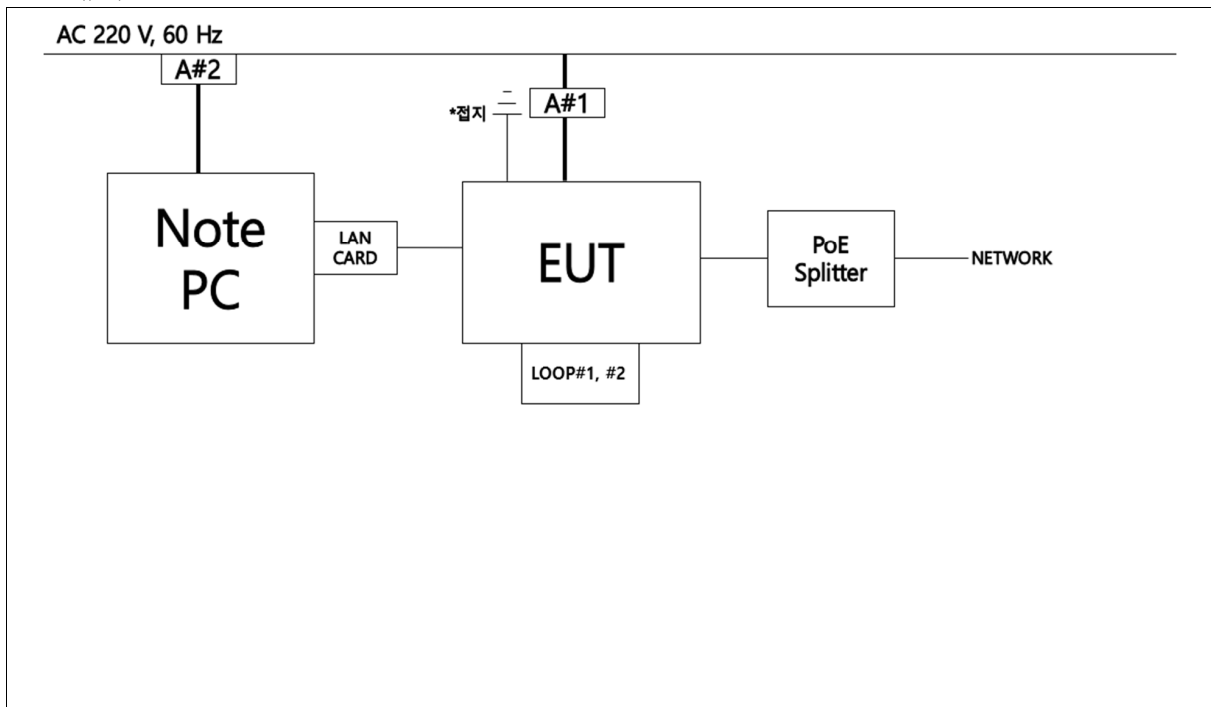 AC 220 V, 60 Hz
A#2
A#1
*접지
Note
PC
LAN
CARD
EUT
PoE
Splitter
NETWORK
LOOP#1, #2